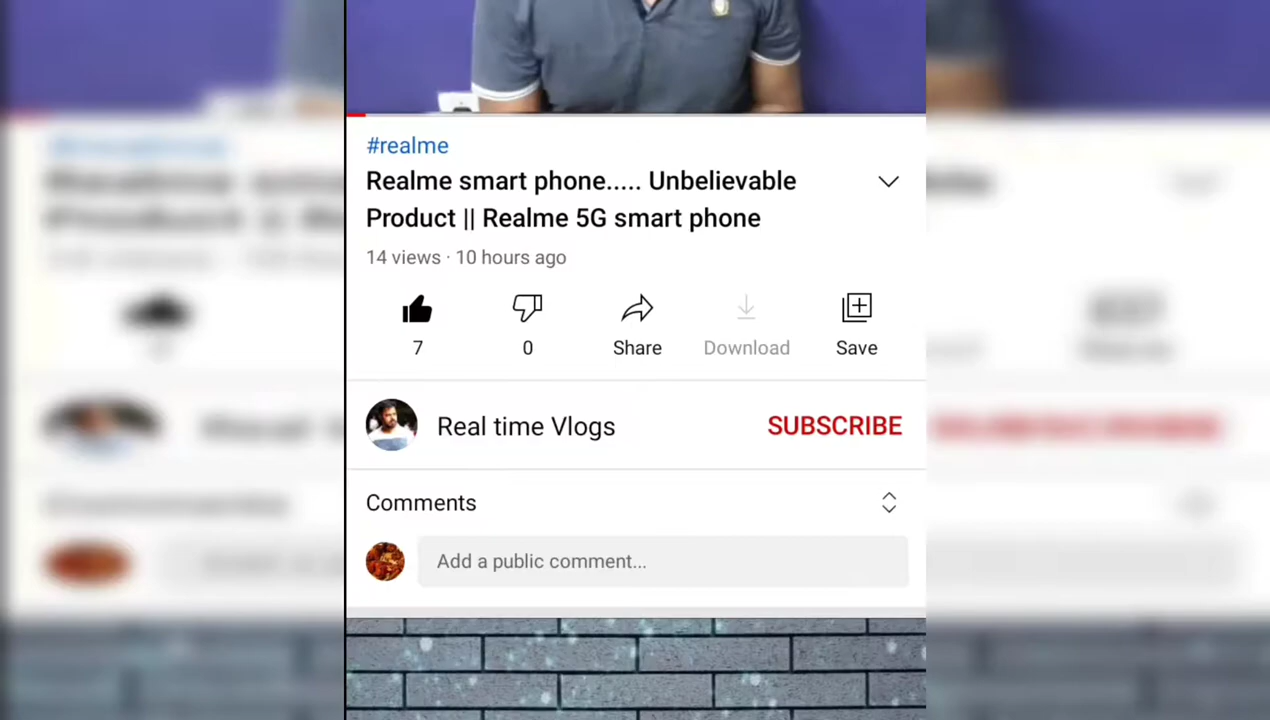 #realme
Realme smart phone..... Unbelievable
Product || Realme 5G smart phone
14 views · 10 hours ago
7
0
Share
Download
Save
Real time Vlogs
SUBSCRIBE
Comments
Add a public comment...